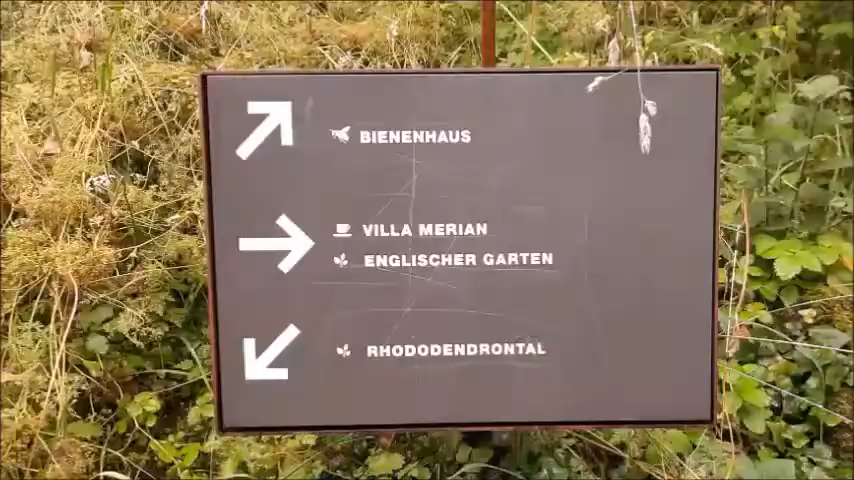 BIENENHAUS
VILLA MERIAN
ENGLISCHER GARTEN
RHODODENDRONTAL